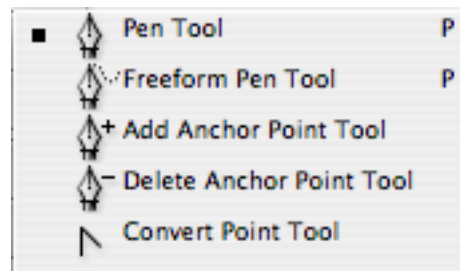 Pen Tool P
Freeform Pen Tool P
Add Anchor Point Tool
Delete Anchor Point Tool
Convert Point Tool